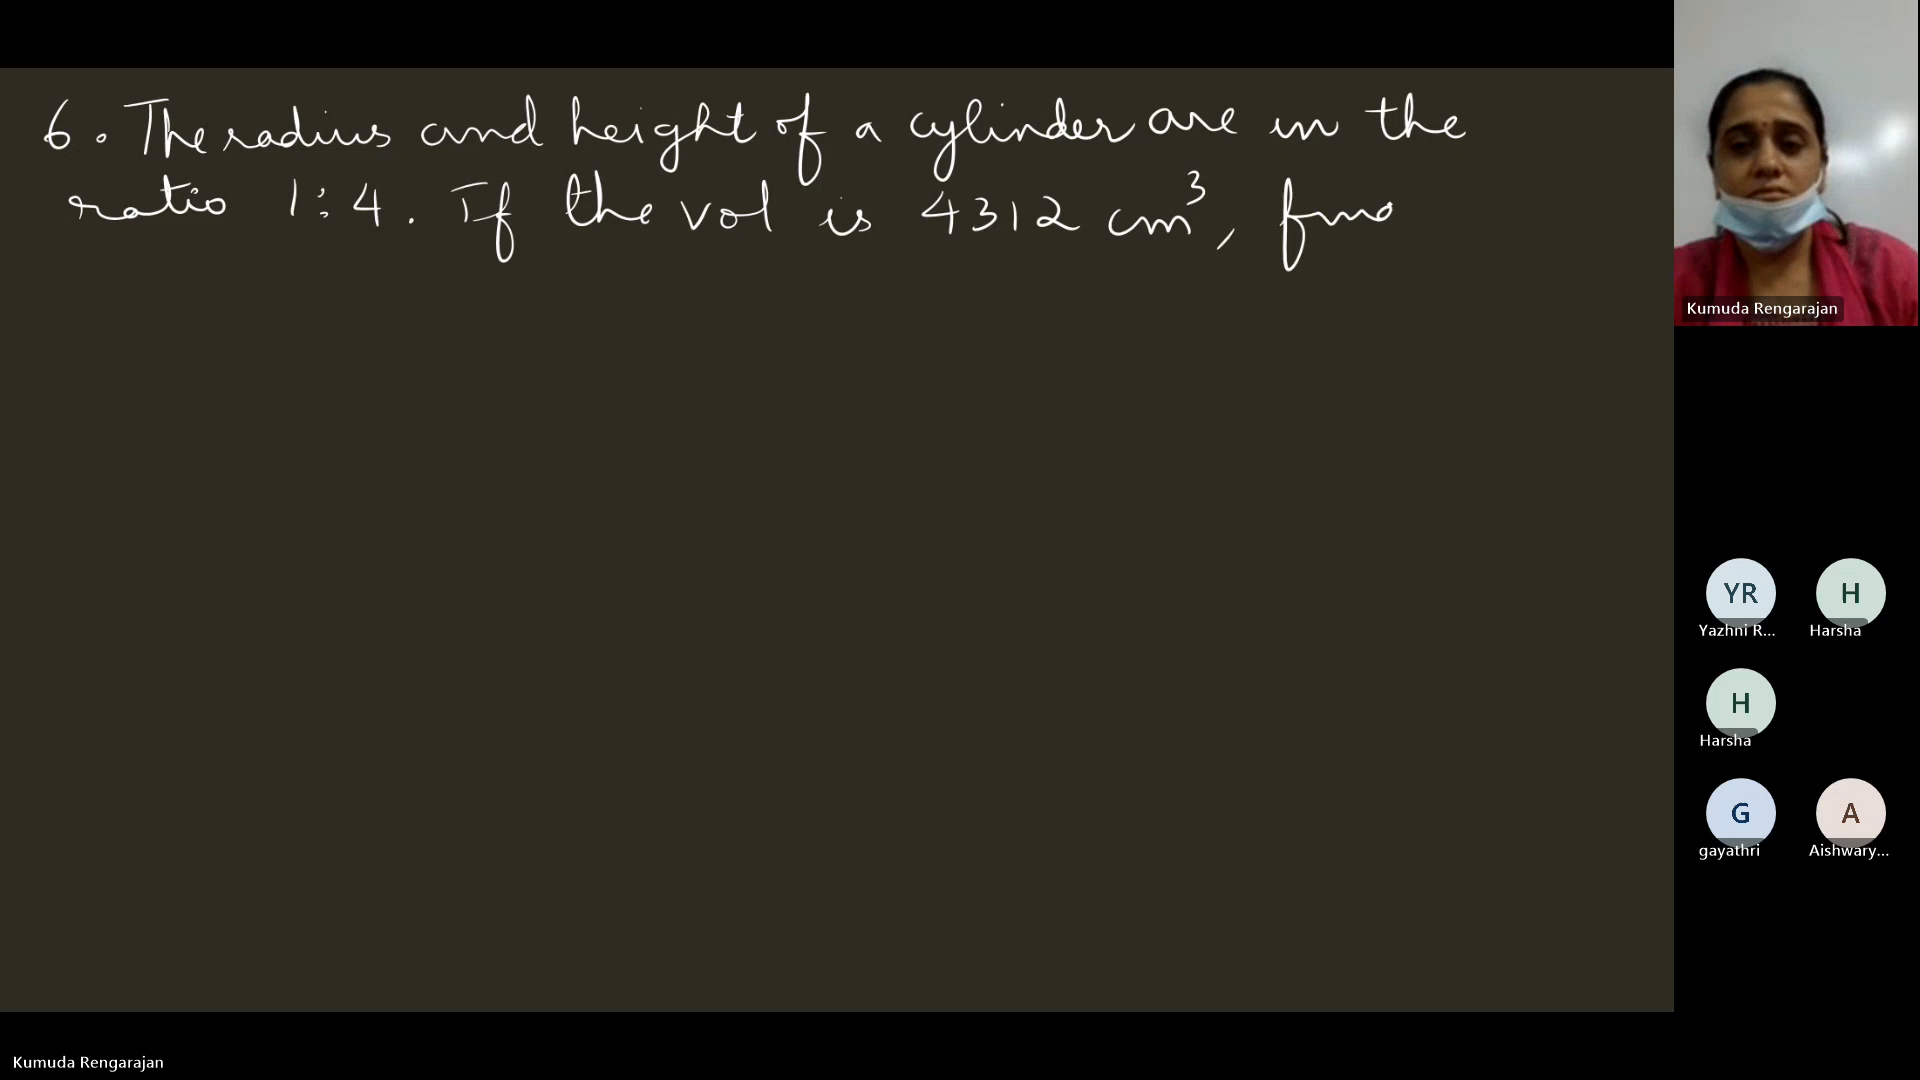 6. The radius and height of a cylinder are in the
ratio 1:4. If the vol is 4312 cm³, fin
Kumuda Rengarajan
YR
H
Yazhni R...
Harsha
H
Harsha
G
A
gayathri
Aishwary...
Kumuda Rengarajan